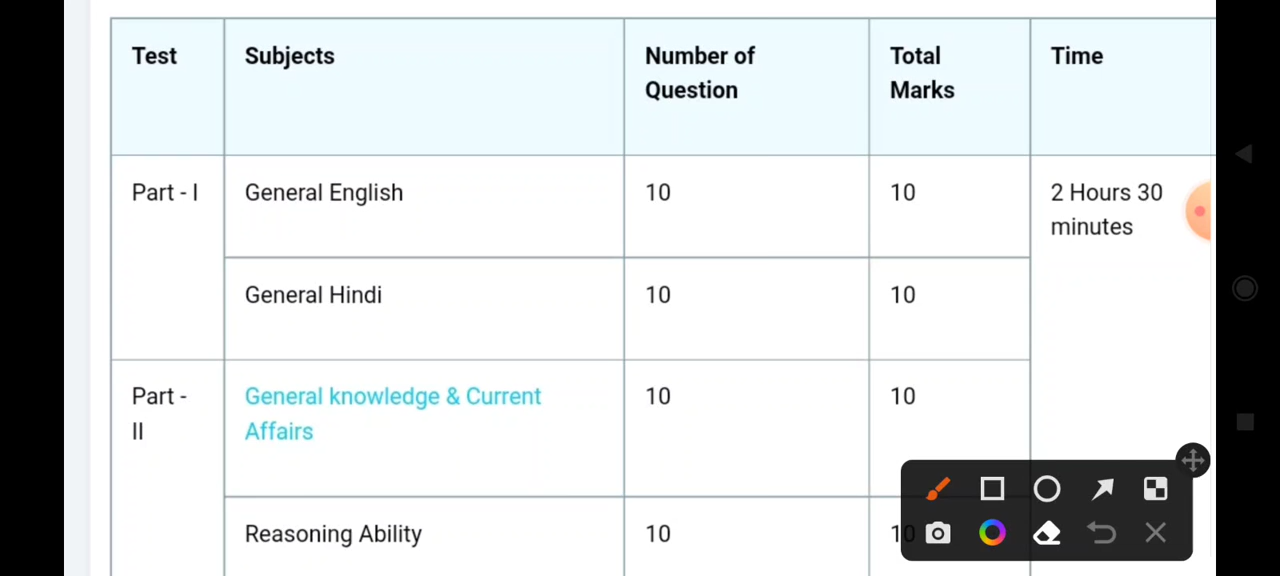 Test Subjects Number of Total Time
Question Marks
Part - I General English 10 10 2 Hours 30
minutes
General Hindi 10 10
Part - General knowledge & Current 10 10
II Affairs
Reasoning Ability 10 10